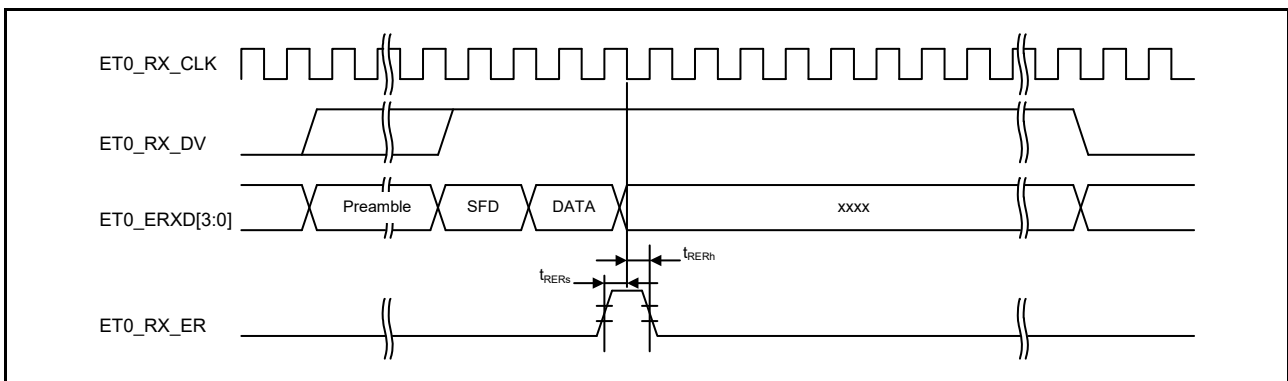 ET0_RX_CLK
ET0_RX_DV
ET0_ERXD[3:0]
Preamble
SFD
DATA
xxxx
tRERh
tRERs
ET0_RX_ER